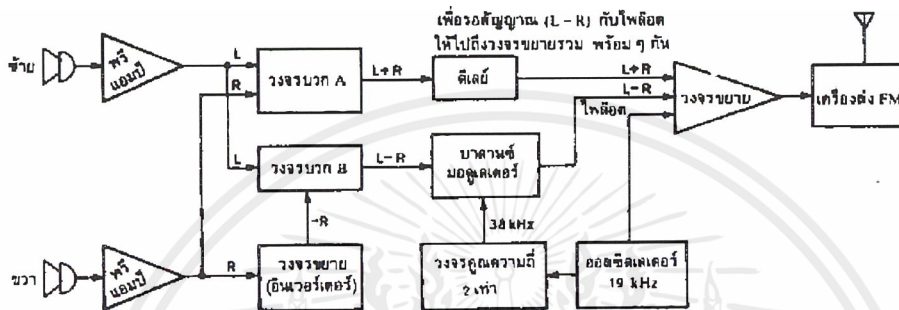 เพื่อรอสัญญาณ (L-R) กับไพล๊อต
ให้ไปถึงวงจรขยายรวม พร้อม ๆ กัน
ซ้าย
พรี
แอมป์
L
R
วงจรบวก A
L+R
ดีเลย์
L+R
L-R
ไพล๊อต
วงจรขยาย
เครื่องส่ง FM
L
วงจรบวก B
L-R
บาลานซ์
มอดูเลเตอร์
-R
38 kHz
ขวา
พรี
แอมป์
R
วงจรขยาย
(อินเวอร์เตอร์)
วงจรคูณความถี่
2 เท่า
ออสซิลเลเตอร์
19 kHz